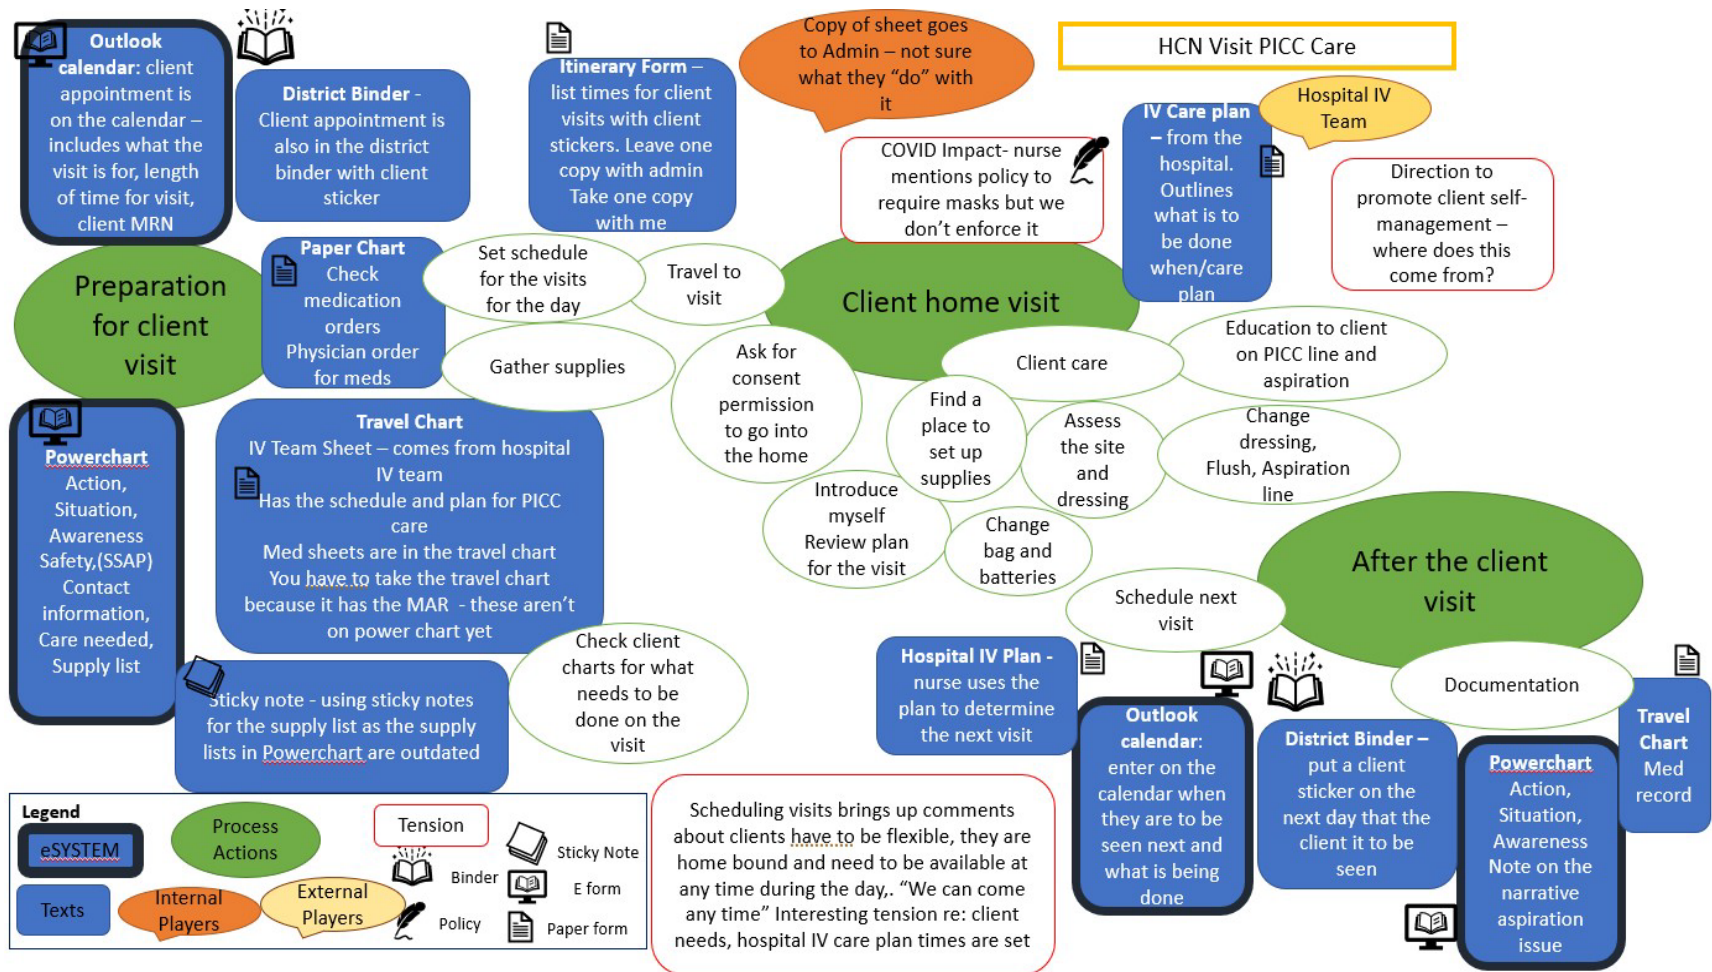 Outlook
calendar: client
appointment is
on the calendar –
includes what the
visit is for, length
of time for visit,
client MRN
District Binder -
Client appointment is
also in the district
binder with client
sticker
Itinerary Form –
list times for client
visits with client
stickers. Leave one
copy with admin
Take one copy
with me
Copy of sheet goes
to Admin – not sure
what they “do” with
it
HCN Visit PICC Care
COVID Impact- nurse
mentions policy to
require masks but we
don’t enforce it
IV Care plan
– from the
hospital.
Outlines
what is to
be done
when/care
plan
Hospital IV
Team
Direction to
promote client self-
management –
where does this
come from?
Preparation
for client
visit
Paper Chart
Check
medication
orders
Physician order
for meds
Set schedule
for the visits
for the day
Travel to
visit
Gather supplies
Client home visit
Ask for
consent
permission
to go into
the home
Client care
Education to client
on PICC line and
aspiration
Find a
place to
set up
supplies
Assess
the site
and
dressing
Change
dressing,
Flush, Aspiration
line
Introduce
myself
Review plan
for the visit
Change
bag and
batteries
Powerchart
Action,
Situation,
Awareness
Safety,(SSAP)
Contact
information,
Care needed,
Supply list
Travel Chart
IV Team Sheet – comes from hospital
IV team
Has the schedule and plan for PICC
care
Med sheets are in the travel chart
You have to take the travel chart
because it has the MAR  - these aren’t
on power chart yet
Sticky note - using sticky notes
for the supply list as the supply
lists in Powerchart are outdated
Check client
charts for what
needs to be
done on the
visit
After the client
visit
Schedule next
visit
Documentation
Hospital IV Plan -
nurse uses the
plan to determine
the next visit
Outlook
calendar:
enter on the
calendar when
they are to be
seen next and
what is being
done
District Binder –
put a client
sticker on the
next day that the
client it to be
seen
Powerchart
Action,
Situation,
Awareness
Note on the
narrative
aspiration
issue
Travel
Chart
Med
record
Scheduling visits brings up comments
about clients have to be flexible, they are
home bound and need to be available at
any time during the day,. “We can come
any time” Interesting tension re: client
needs, hospital IV care plan times are set
Legend
eSYSTEM
Texts
Process
Actions
Internal
Players
External
Players
Tension
Binder
Policy
Sticky Note
E form
Paper form